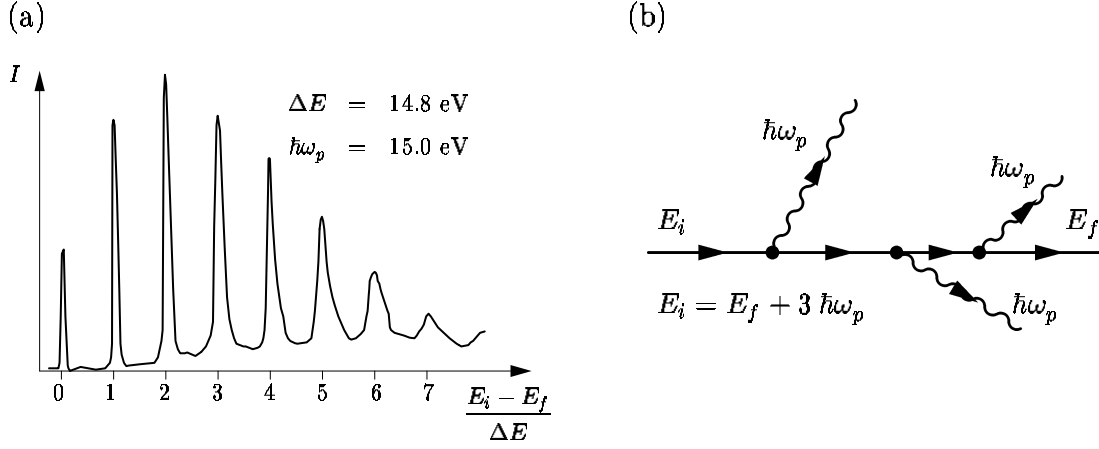 (a)
I
ΔE = 14.8 eV
ħω_p = 15.0 eV
0 1 2 3 4 5 6 7
E_i − E_f
ΔE
(b)
ħω_p
ħω_p
E_i
E_f
E_i = E_f + 3 ħω_p
ħω_p